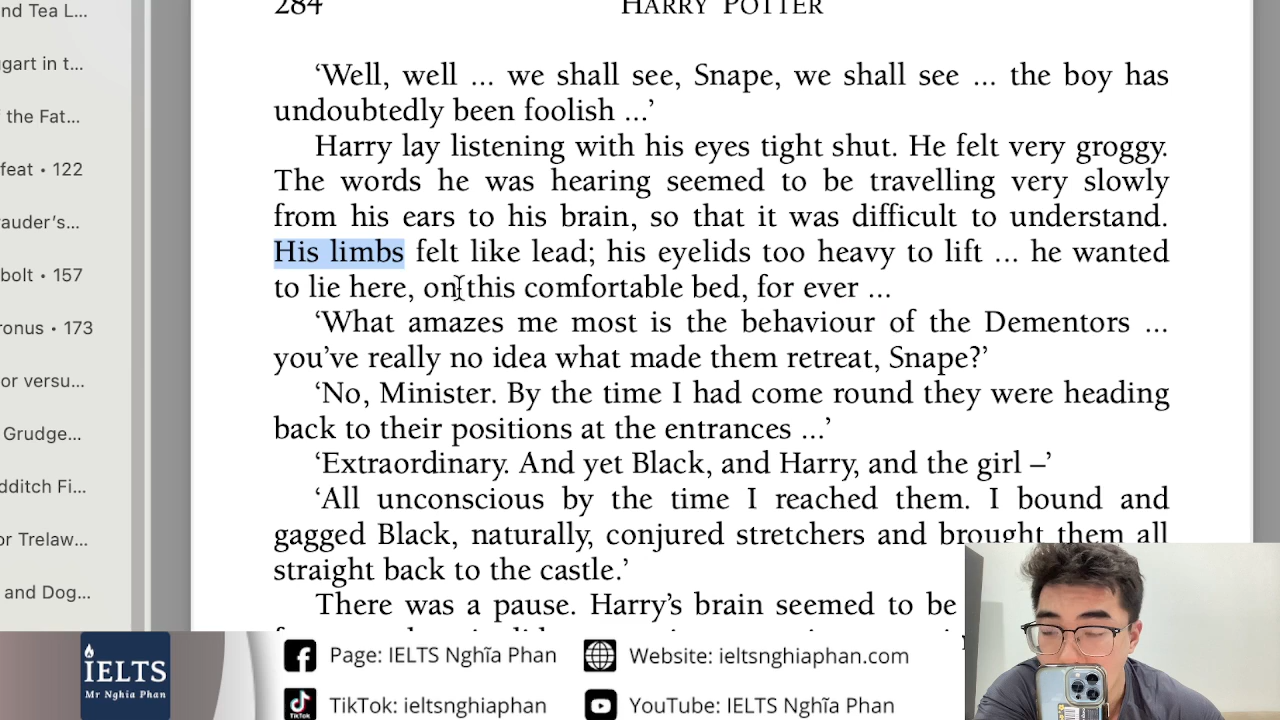 284 HARRY POTTER
nd Tea L...
ggart in t...
f the Fat...
feat • 122
rauder's...
bolt • 157
ronus • 173
or versu...
Grudge...
dditch Fi...
or Trelaw...
and Dog...
'Well, well ... we shall see, Snape, we shall see ... the boy has
undoubtedly been foolish ...'
Harry lay listening with his eyes tight shut. He felt very groggy.
The words he was hearing seemed to be travelling very slowly
from his ears to his brain, so that it was difficult to understand.
His limbs felt like lead; his eyelids too heavy to lift ... he wanted
to lie here, on this comfortable bed, for ever ...
'What amazes me most is the behaviour of the Dementors ...
you've really no idea what made them retreat, Snape?'
'No, Minister. By the time I had come round they were heading
back to their positions at the entrances ...'
'Extraordinary. And yet Black, and Harry, and the girl –'
'All unconscious by the time I reached them. I bound and
gagged Black, naturally, conjured stretchers and brought them all
straight back to the castle.'
There was a pause. Harry's brain seemed to be
IELTS
Mr Nghia Phan
Page: IELTS Nghĩa Phan
Website: ieltsnghiaphan.com
TikTok: ieltsnghiaphan
YouTube: IELTS Nghĩa Phan